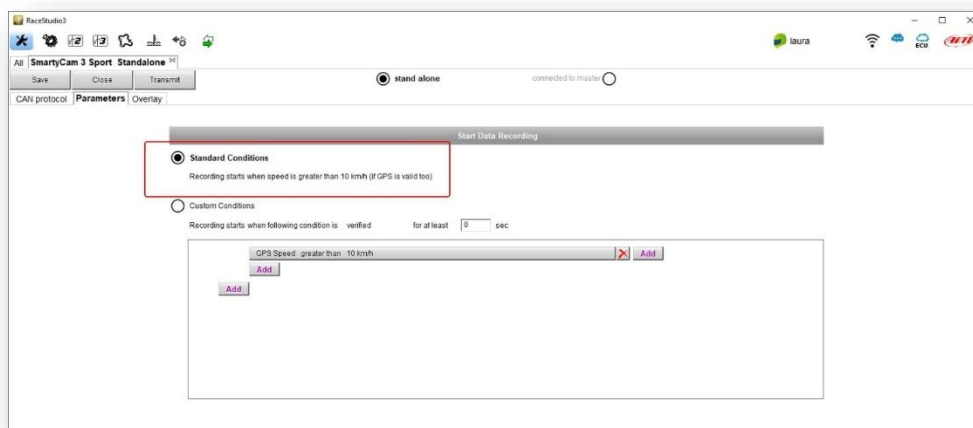 RaceStudio3
laura
ECU
AiM
All SmartyCam 3 Sport Standalone
Save Close Transmit stand alone connected to master
CAN protocol Parameters Overlay
Start Data Recording
Standard Conditions
Recording starts when speed is greater than 10 km/h (if GPS is valid too)
Custom Conditions
Recording starts when following condition is verified for at least 0 sec
GPS Speed greater than 10 km/h Add
Add
Add